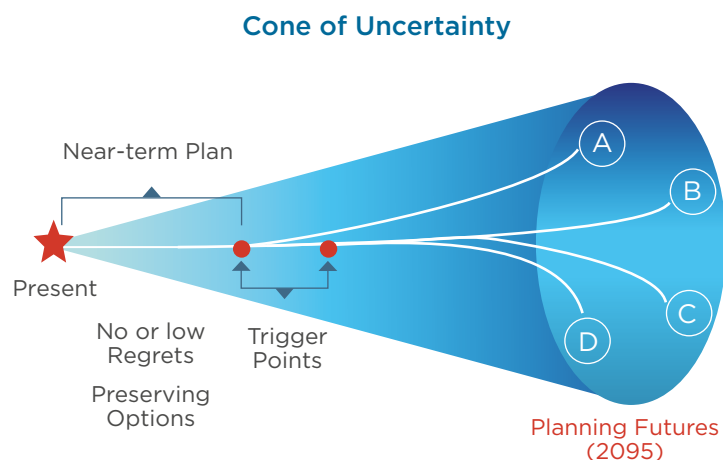 Cone of Uncertainty
Near-term Plan
Present
No or low
Regrets
Preserving
Options
Trigger
Points
A
B
C
D
Planning Futures
(2095)